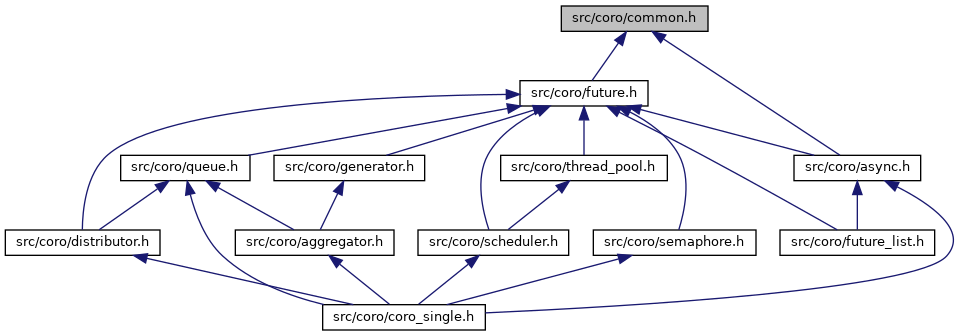 src/coro/common.h
src/coro/future.h
src/coro/queue.h
src/coro/generator.h
src/coro/thread_pool.h
src/coro/async.h
src/coro/distributor.h
src/coro/aggregator.h
src/coro/scheduler.h
src/coro/semaphore.h
src/coro/future_list.h
src/coro/coro_single.h